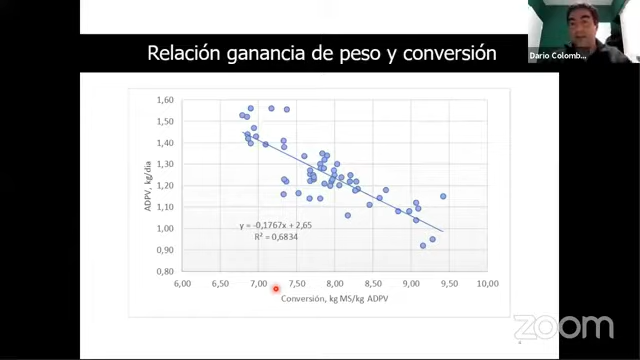 Relación ganancia de peso y conversión
Dario Colomb...
ADPV, kg/día
1,60
1,50
1,40
1,30
1,20
1,10
1,00
0,90
0,80
y = -0,1767x + 2,65
R² = 0,6834
6,00 6,50 7,00 7,50 8,00 8,50 9,00 9,50 10,00
Conversión, kg MS/kg ADPV
zoom